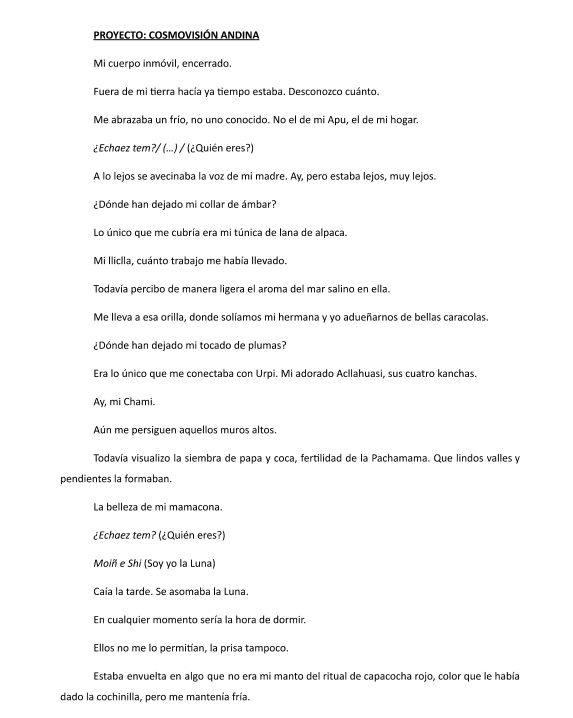 PROYECTO: COSMOVISIÓN ANDINA
Mi cuerpo inmóvil, encerrado.
Fuera de mi tierra hacía ya tiempo estaba. Desconozco cuánto.
Me abrazaba un frío, no uno conocido. No el de mi Apu, el de mi hogar.
¿Echaez tem?/ (…) / (¿Quién eres?)
A lo lejos se avecinaba la voz de mi madre. Ay, pero estaba lejos, muy lejos.
¿Dónde han dejado mi collar de ámbar?
Lo único que me cubría era mi túnica de lana de alpaca.
Mi lliclla, cuánto trabajo me había llevado.
Todavía percibo de manera ligera el aroma del mar salino en ella.
Me lleva a esa orilla, donde solíamos mi hermana y yo adueñarnos de bellas caracolas.
¿Dónde han dejado mi tocado de plumas?
Era lo único que me conectaba con Urpi. Mi adorado Acllahuasi, sus cuatro kanchas.
Ay, mi Chami.
Aún me persiguen aquellos muros altos.
Todavía visualizo la siembra de papa y coca, fertilidad de la Pachamama. Que lindos valles y
pendientes la formaban.
La belleza de mi mamacona.
¿Echaez tem? (¿Quién eres?)
Moiñ e Shi (Soy yo la Luna)
Caía la tarde. Se asomaba la Luna.
En cualquier momento sería la hora de dormir.
Ellos no me lo permitían, la prisa tampoco.
Estaba envuelta en algo que no era mi manto del ritual de capacocha rojo, color que le había
dado la cochinilla, pero me mantenía fría.